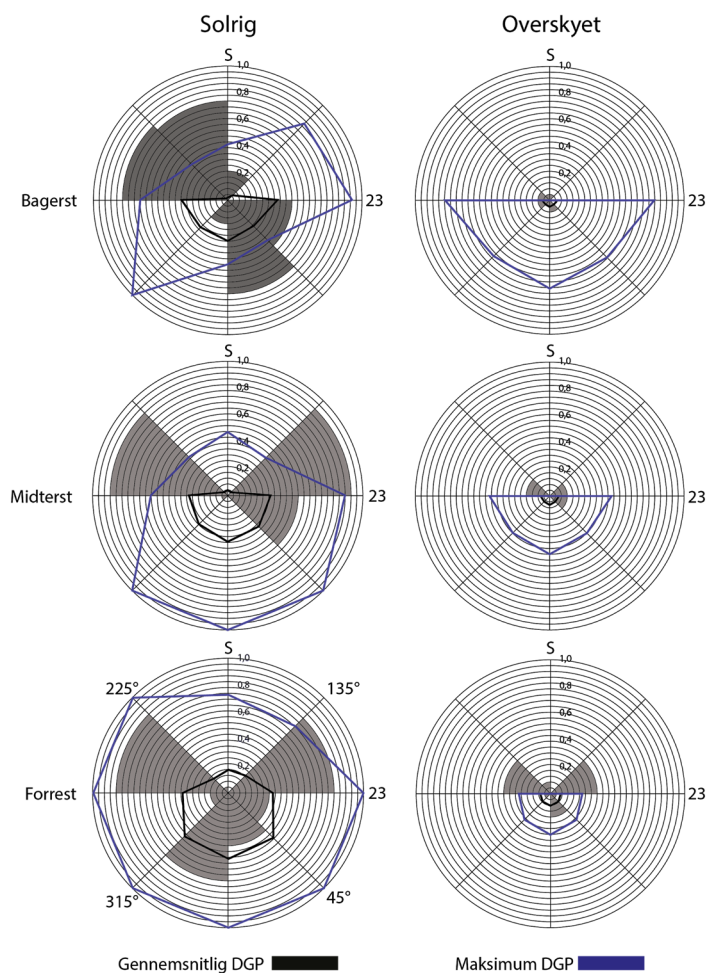 Solrig Overskyet
S S
1,0 1,0
0,8 0,8
0,6 0,6
0,4 0,4
0,2 0,2
Bagerst 23 23
S S
1,0 1,0
0,8 0,8
0,6 0,6
0,4 0,4
0,2 0,2
Midterst 23 23
S S
1,0 1,0
225° 135°
0,8 0,8
0,6 0,6
0,4 0,4
0,2 0,2
Forrest 23 23
315° 45°
Gennemsnitlig DGP Maksimum DGP